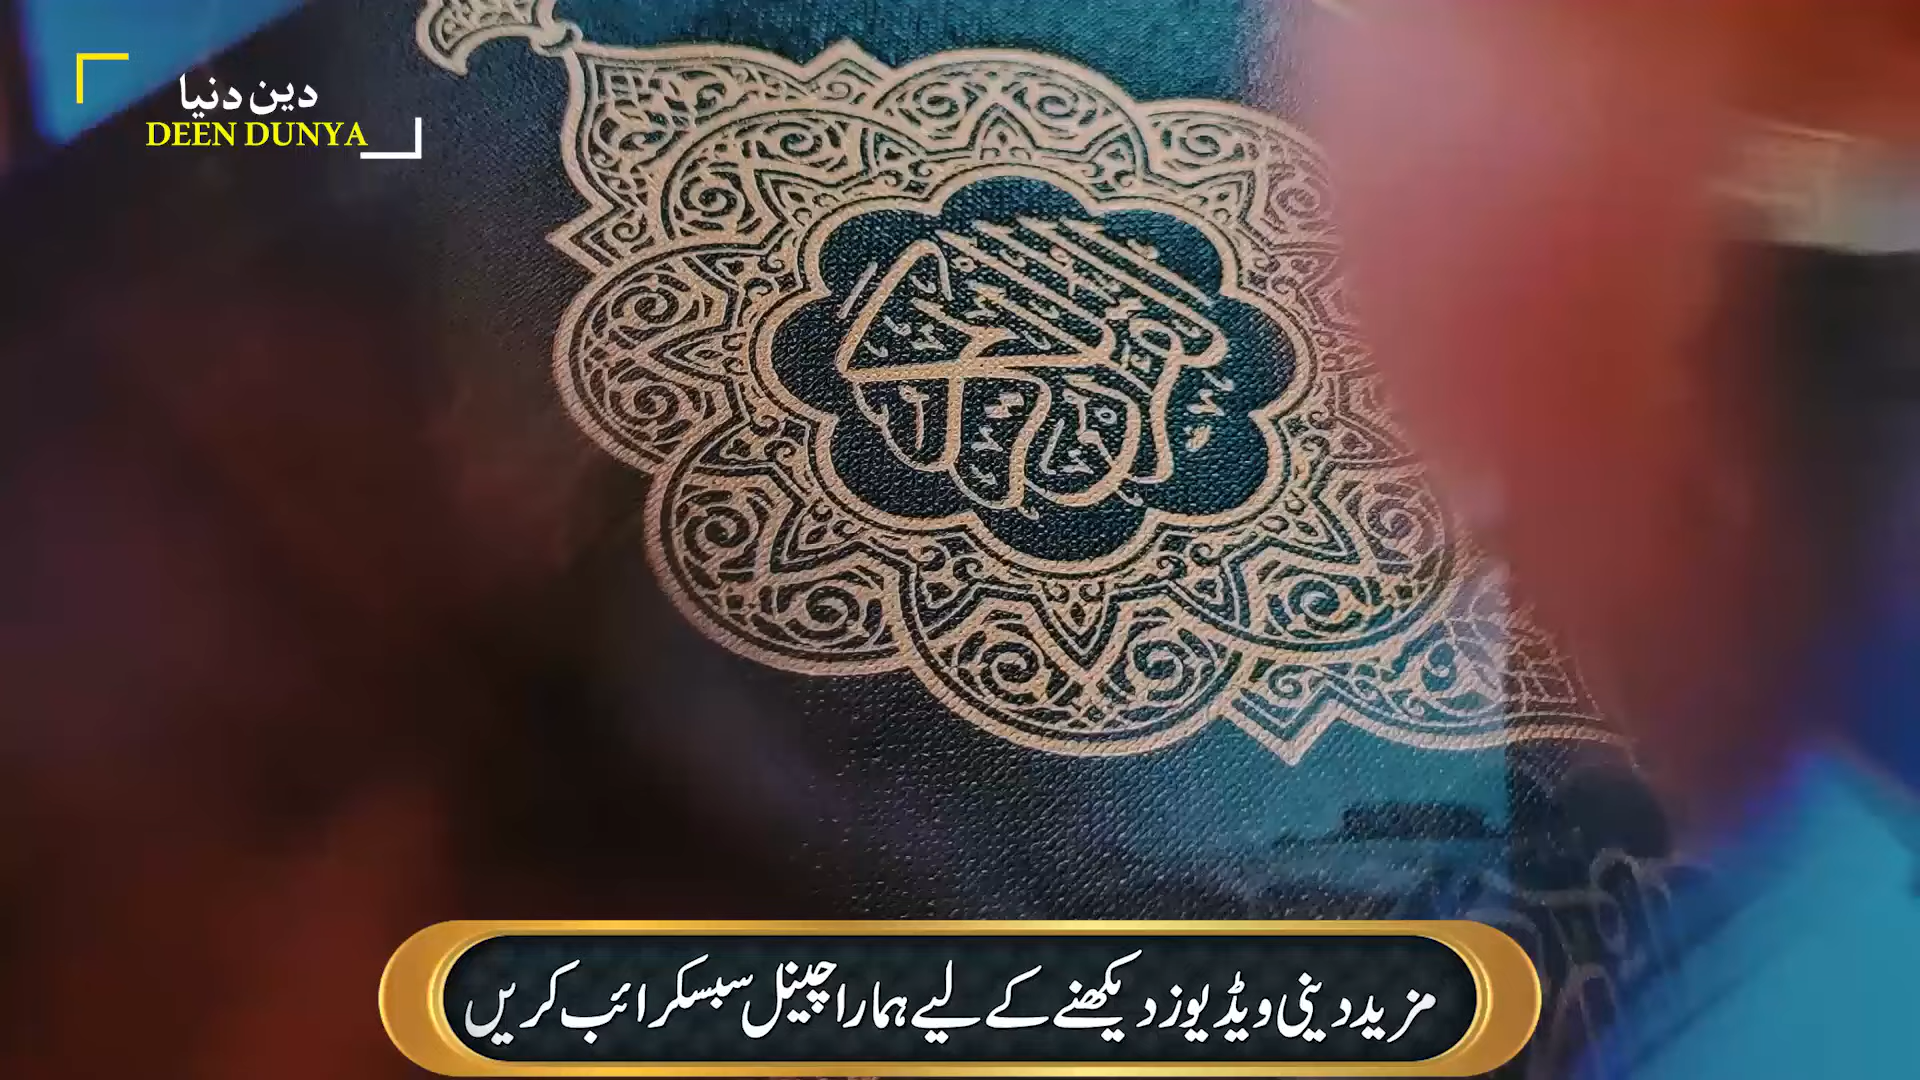 دین دنیا
DEEN DUNYA
مزید دینی ویڈیوز دیکھنے کے لیے ہمارا چینل سبسکرائب کریں